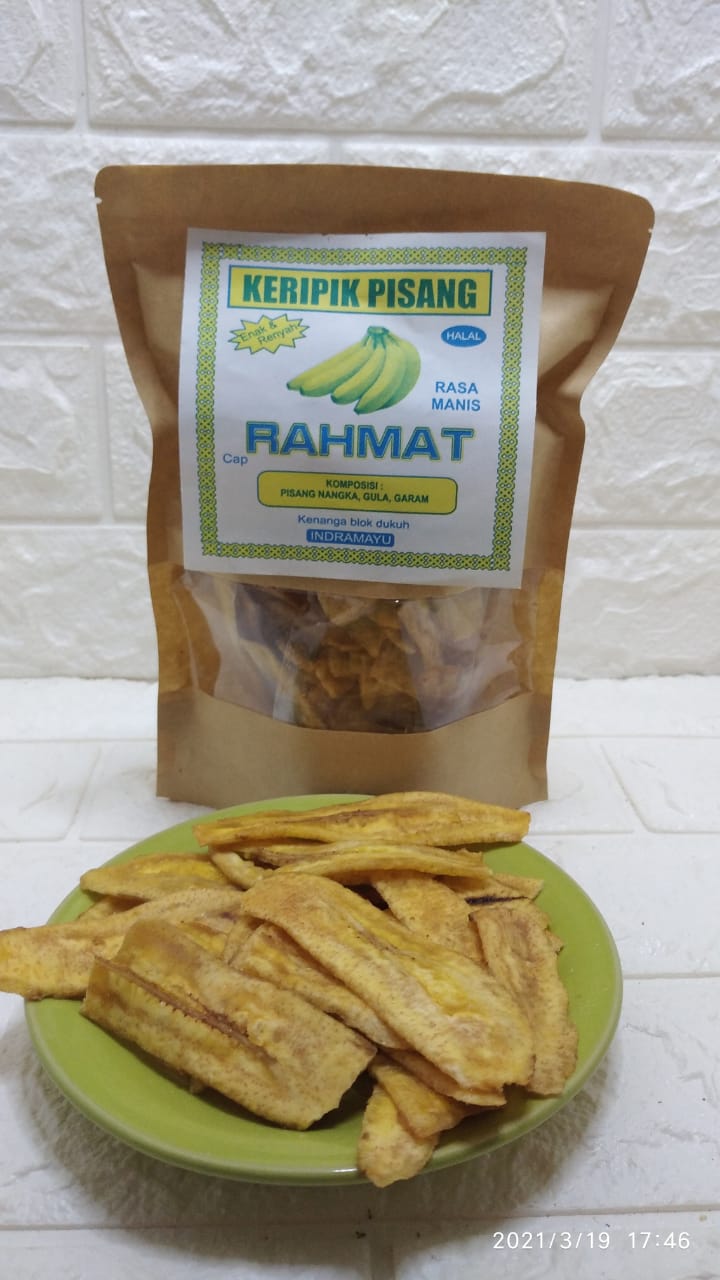 KERIPIK PISANG
Enak &
Renyah
HALAL
RASA
MANIS
Cap RAHMAT
KOMPOSISI :
PISANG NANGKA, GULA, GARAM
Kenanga blok dukuh
INDRAMAYU
2021/3/19 17:46